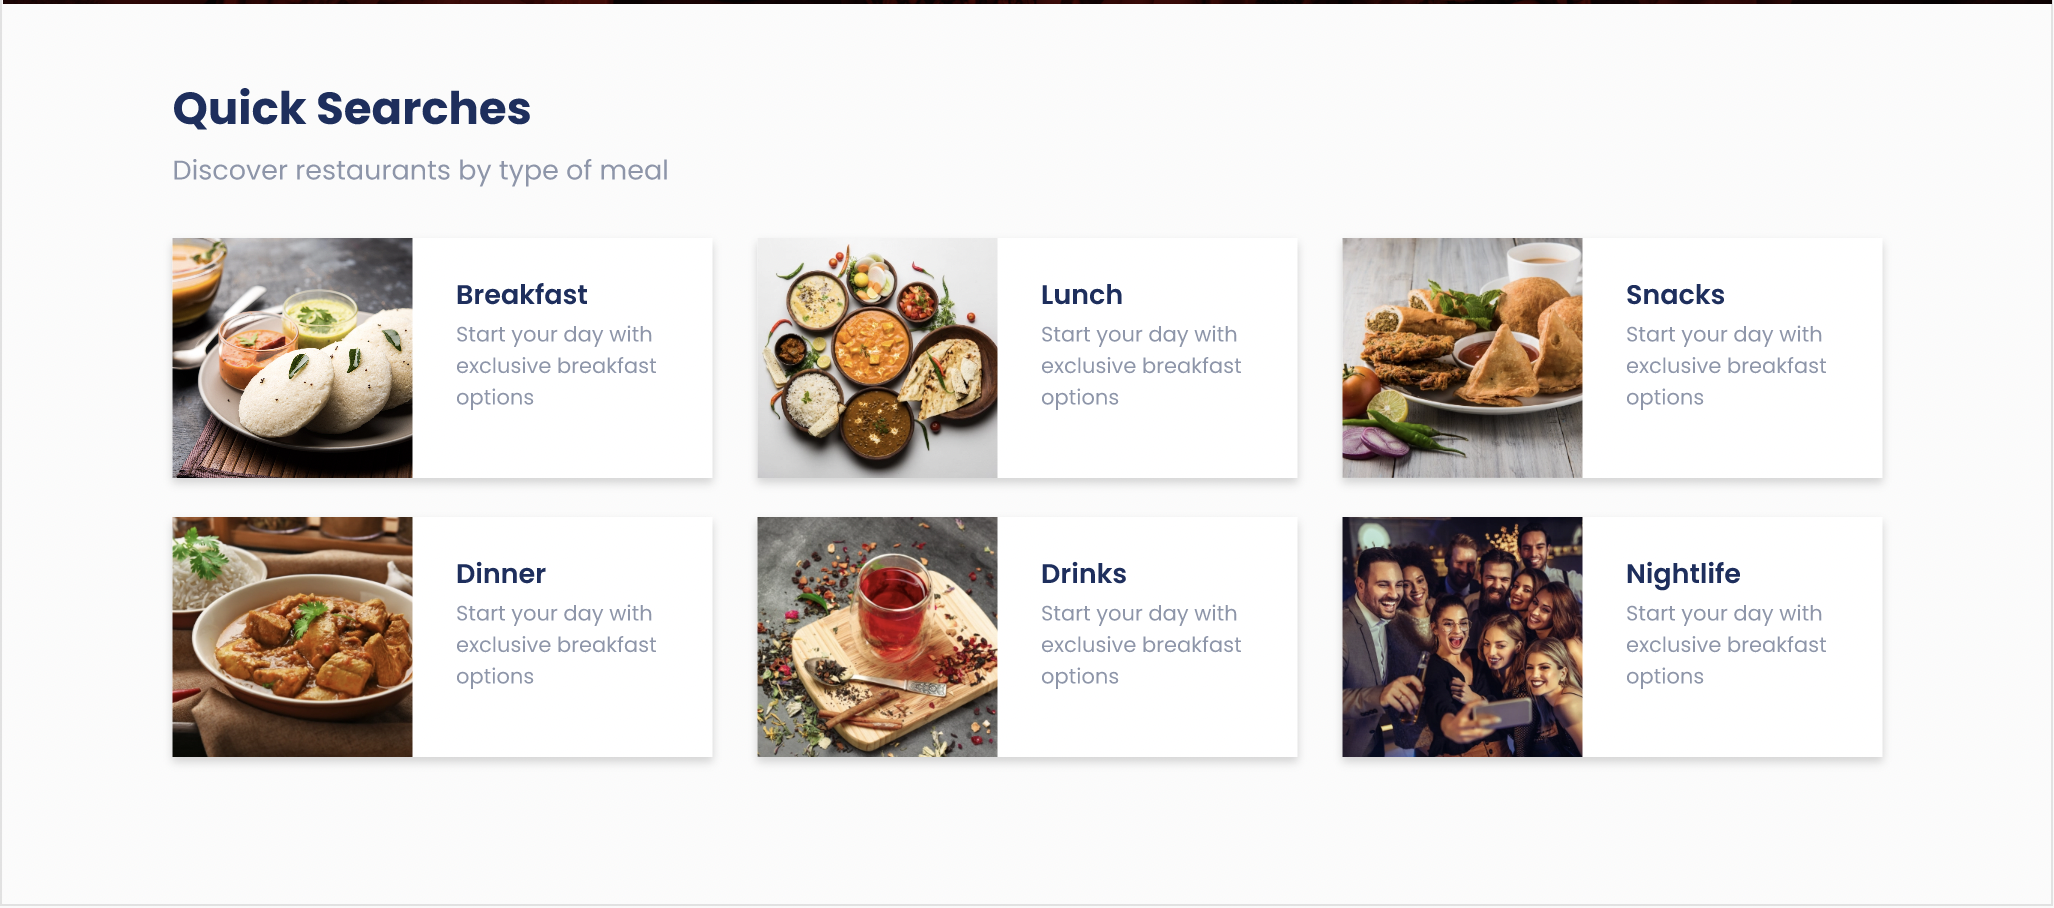 Quick Searches
Discover restaurants by type of meal
Breakfast
Start your day with
exclusive breakfast
options
Lunch
Start your day with
exclusive breakfast
options
Snacks
Start your day with
exclusive breakfast
options
Dinner
Start your day with
exclusive breakfast
options
Drinks
Start your day with
exclusive breakfast
options
Nightlife
Start your day with
exclusive breakfast
options